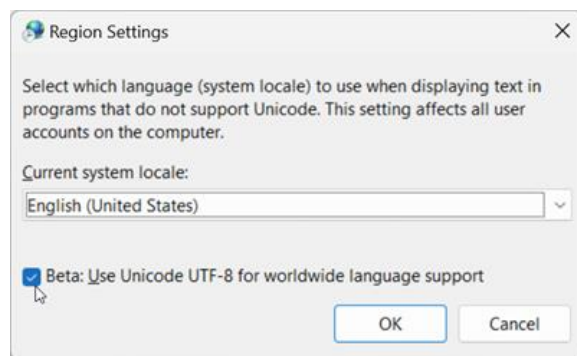 Region Settings
Select which language (system locale) to use when displaying text in
programs that do not support Unicode. This setting affects all user
accounts on the computer.
Current system locale:
English (United States)
Beta: Use Unicode UTF-8 for worldwide language support
OK Cancel